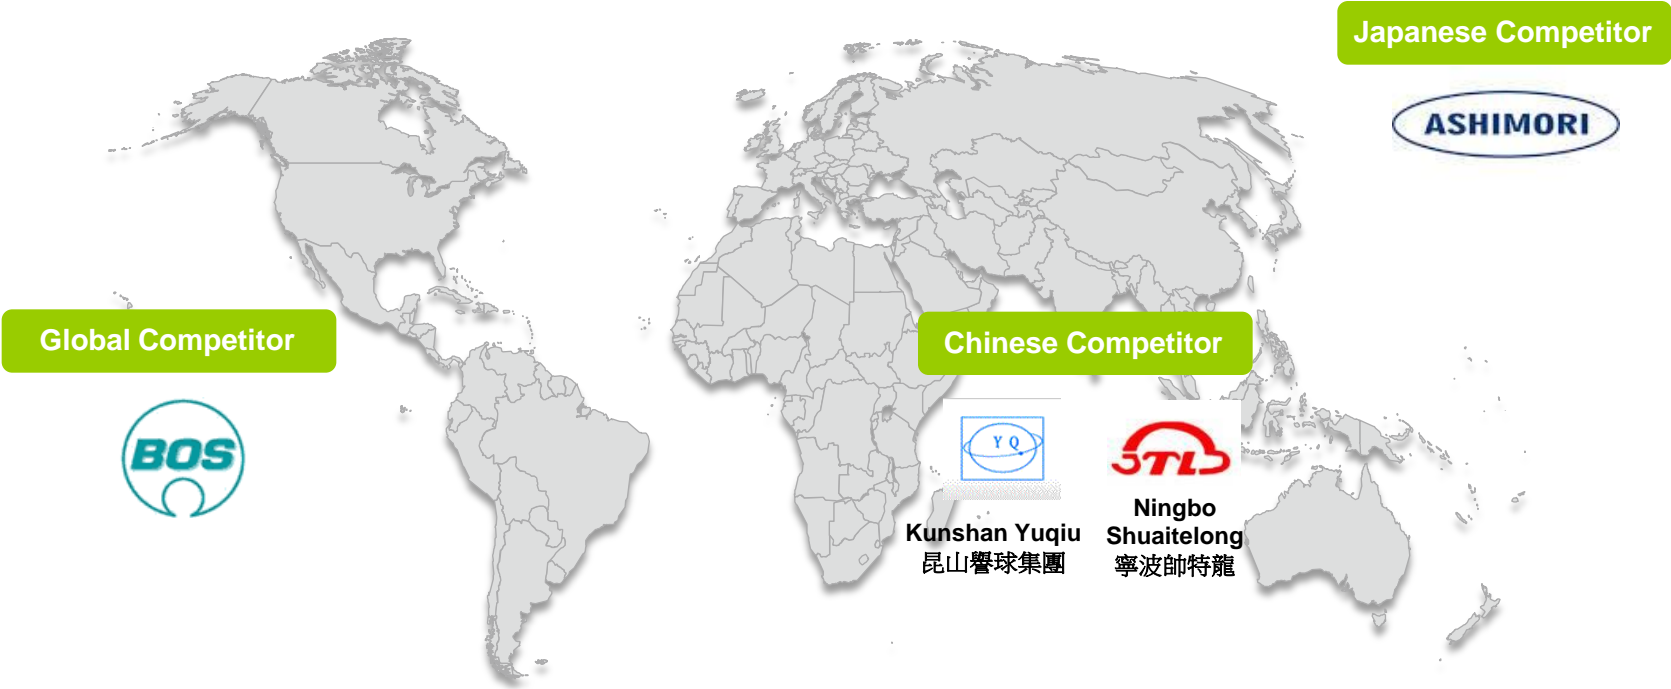 Japanese Competitor
ASHIMORI
Global Competitor
BOS
Chinese Competitor
Y Q
STL
Kunshan Yuqiu
昆山譽球集團
Ningbo
Shuaitelong
寧波帥特龍